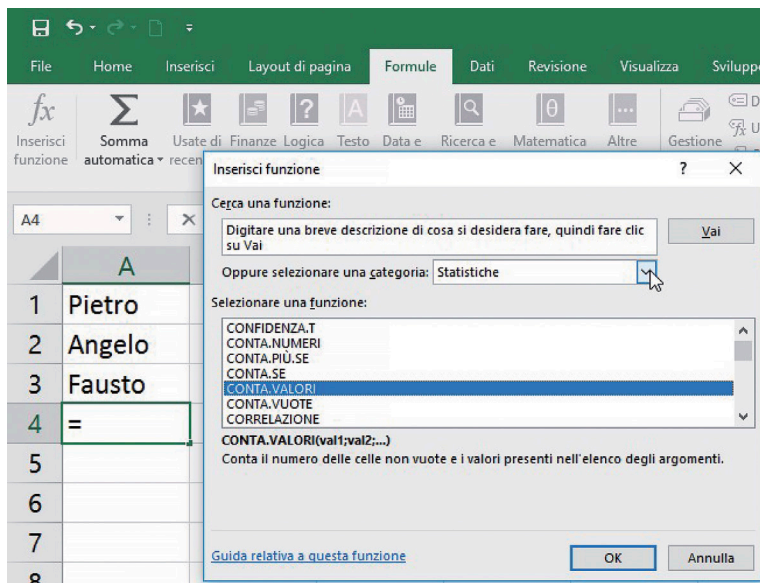 File Home Inserisci Layout di pagina Formule Dati Revisione Visualizza Svilupp
fx Σ ? A θ
Inserisci Somma Usate di Finanze Logica Testo Data e Ricerca e Matematica Altre Gestione
funzione automatica recen
Inserisci funzione ? ×
Cerca una funzione:
Digitare una breve descrizione di cosa si desidera fare, quindi fare clic
su Vai
Vai
Oppure selezionare una categoria: Statistiche
Selezionare una funzione:
CONFIDENZA.T
CONTA.NUMERI
CONTA.PIÙ.SE
CONTA.SE
CONTA.VALORI
CONTA.VUOTE
CORRELAZIONE
CONTA.VALORI(val1;val2;...)
Conta il numero delle celle non vuote e i valori presenti nell'elenco degli argomenti.
Guida relativa a questa funzione
OK Annulla
A4
A
1 Pietro
2 Angelo
3 Fausto
4 =
5
6
7
8